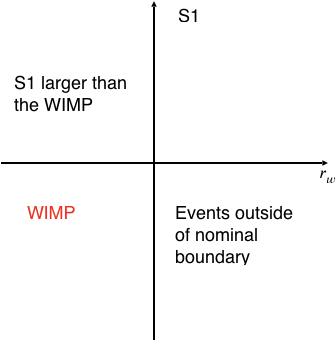 S1
S1 larger than
the WIMP
r_w
WIMP
Events outside
of nominal
boundary